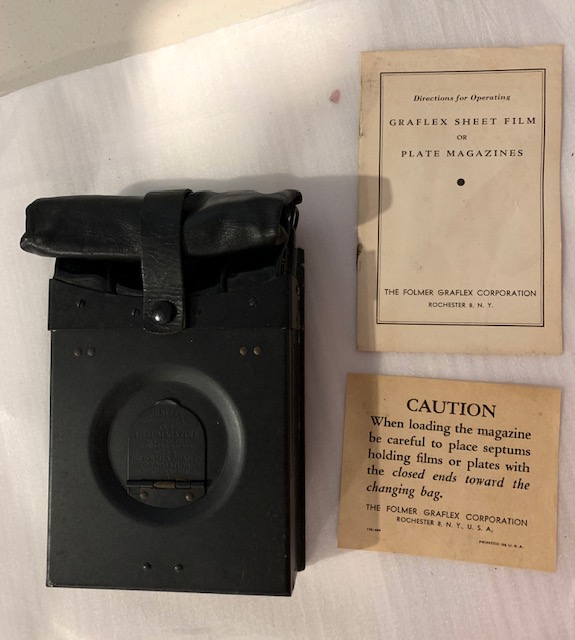 Directions for Operating
GRAFLEX SHEET FILM
OR
PLATE MAGAZINES
THE FOLMER GRAFLEX CORPORATION
ROCHESTER 8, N. Y.
CAUTION
When loading the magazine
be careful to place septums
holding films or plates with
the closed ends toward the
changing bag.
THE FOLMER GRAFLEX CORPORATION
ROCHESTER 8, N. Y., U. S. A.
PRINTED IN U.S.A.